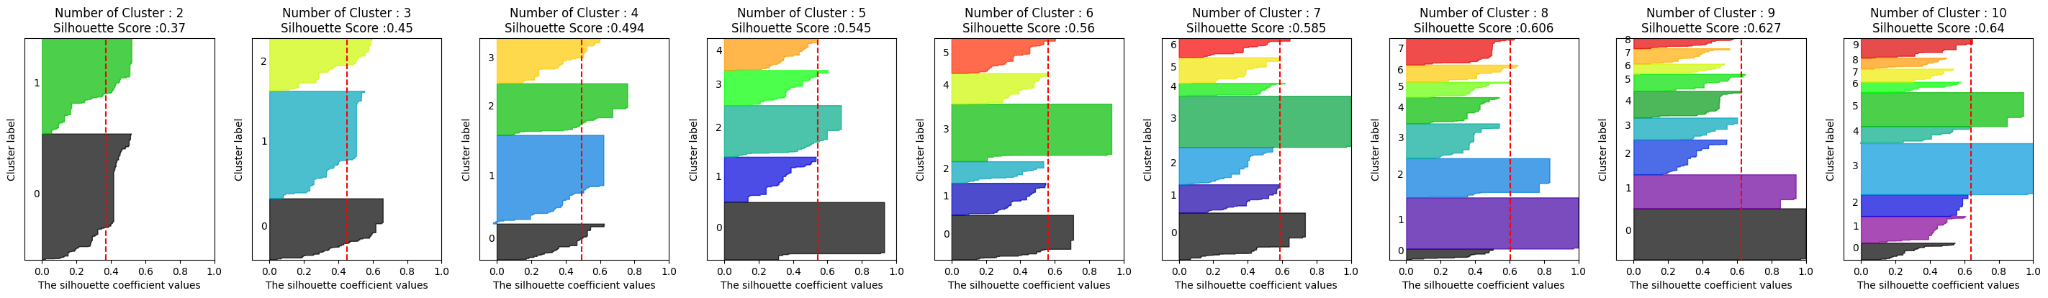 Number of Cluster : 2
Silhouette Score :0.37
Cluster label
1
0
0.0 0.2 0.4 0.6 0.8 1.0
The silhouette coefficient values
Number of Cluster : 3
Silhouette Score :0.45
Cluster label
2
1
0
0.0 0.2 0.4 0.6 0.8 1.0
The silhouette coefficient values
Number of Cluster : 4
Silhouette Score :0.494
Cluster label
3
2
1
0
0.0 0.2 0.4 0.6 0.8 1.0
The silhouette coefficient values
Number of Cluster : 5
Silhouette Score :0.545
Cluster label
4
3
2
1
0
0.0 0.2 0.4 0.6 0.8 1.0
The silhouette coefficient values
Number of Cluster : 6
Silhouette Score :0.56
Cluster label
5
4
3
2
1
0
0.0 0.2 0.4 0.6 0.8 1.0
The silhouette coefficient values
Number of Cluster : 7
Silhouette Score :0.585
Cluster label
6
5
4
3
2
1
0
0.0 0.2 0.4 0.6 0.8 1.0
The silhouette coefficient values
Number of Cluster : 8
Silhouette Score :0.606
Cluster label
7
6
5
4
3
2
1
0
0.0 0.2 0.4 0.6 0.8 1.0
The silhouette coefficient values
Number of Cluster : 9
Silhouette Score :0.627
Cluster label
8
7
6
5
4
3
2
1
0
0.0 0.2 0.4 0.6 0.8 1.0
The silhouette coefficient values
Number of Cluster : 10
Silhouette Score :0.64
Cluster label
9
8
7
6
5
4
3
2
1
0
0.0 0.2 0.4 0.6 0.8 1.0
The silhouette coefficient values